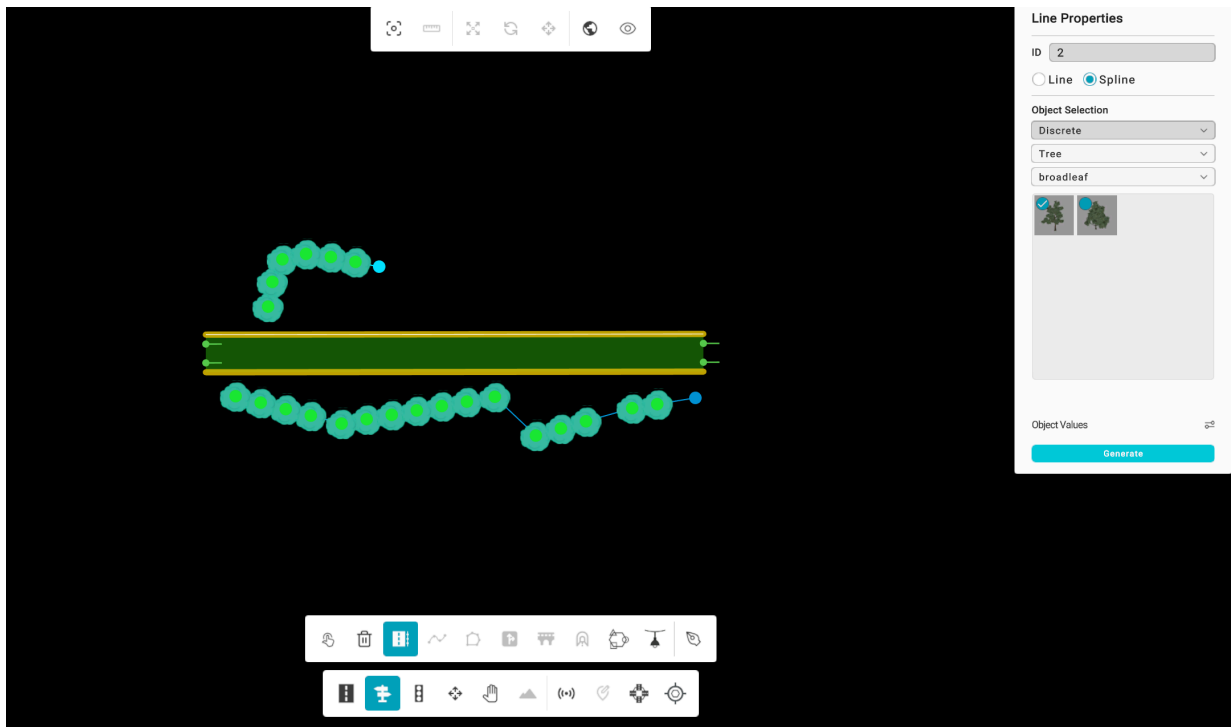 Line Properties
ID 2
Line Spline
Object Selection
Discrete
Tree
broadleaf
Object Values
Generate